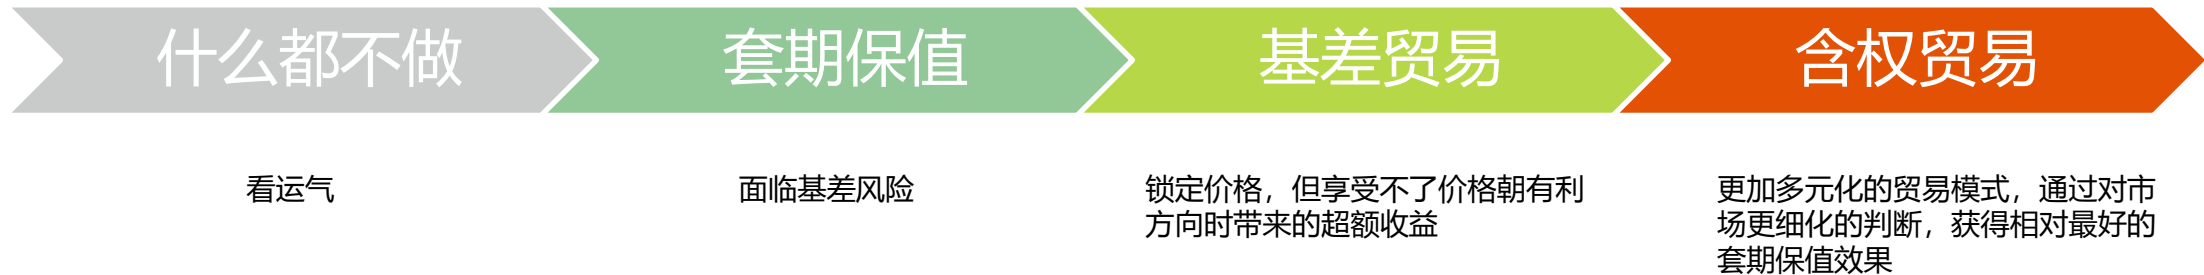 什么都不做
套期保值
基差贸易
含权贸易
看运气
面临基差风险
锁定价格，但享受不了价格朝有利
方向时带来的超额收益
更加多元化的贸易模式，通过对市
场更细化的判断，获得相对最好的
套期保值效果